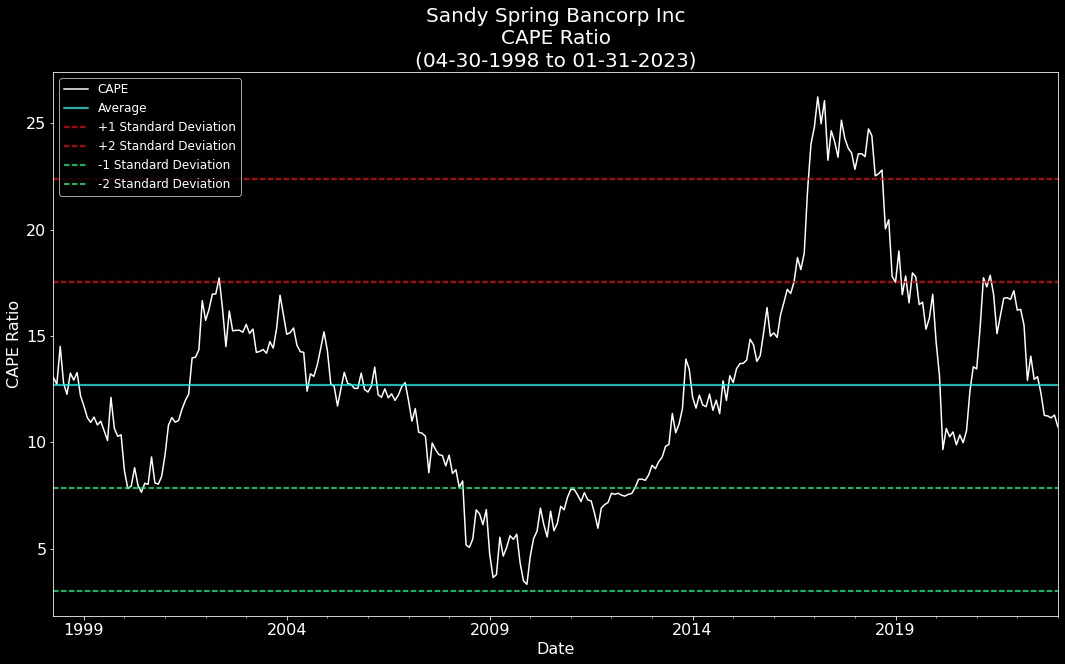 Sandy Spring Bancorp Inc
CAPE Ratio
(04-30-1998 to 01-31-2023)
CAPE
Average
+1 Standard Deviation
+2 Standard Deviation
-1 Standard Deviation
-2 Standard Deviation
25
20
15
10
5
CAPE Ratio
1999 2004 2009 2014 2019
Date